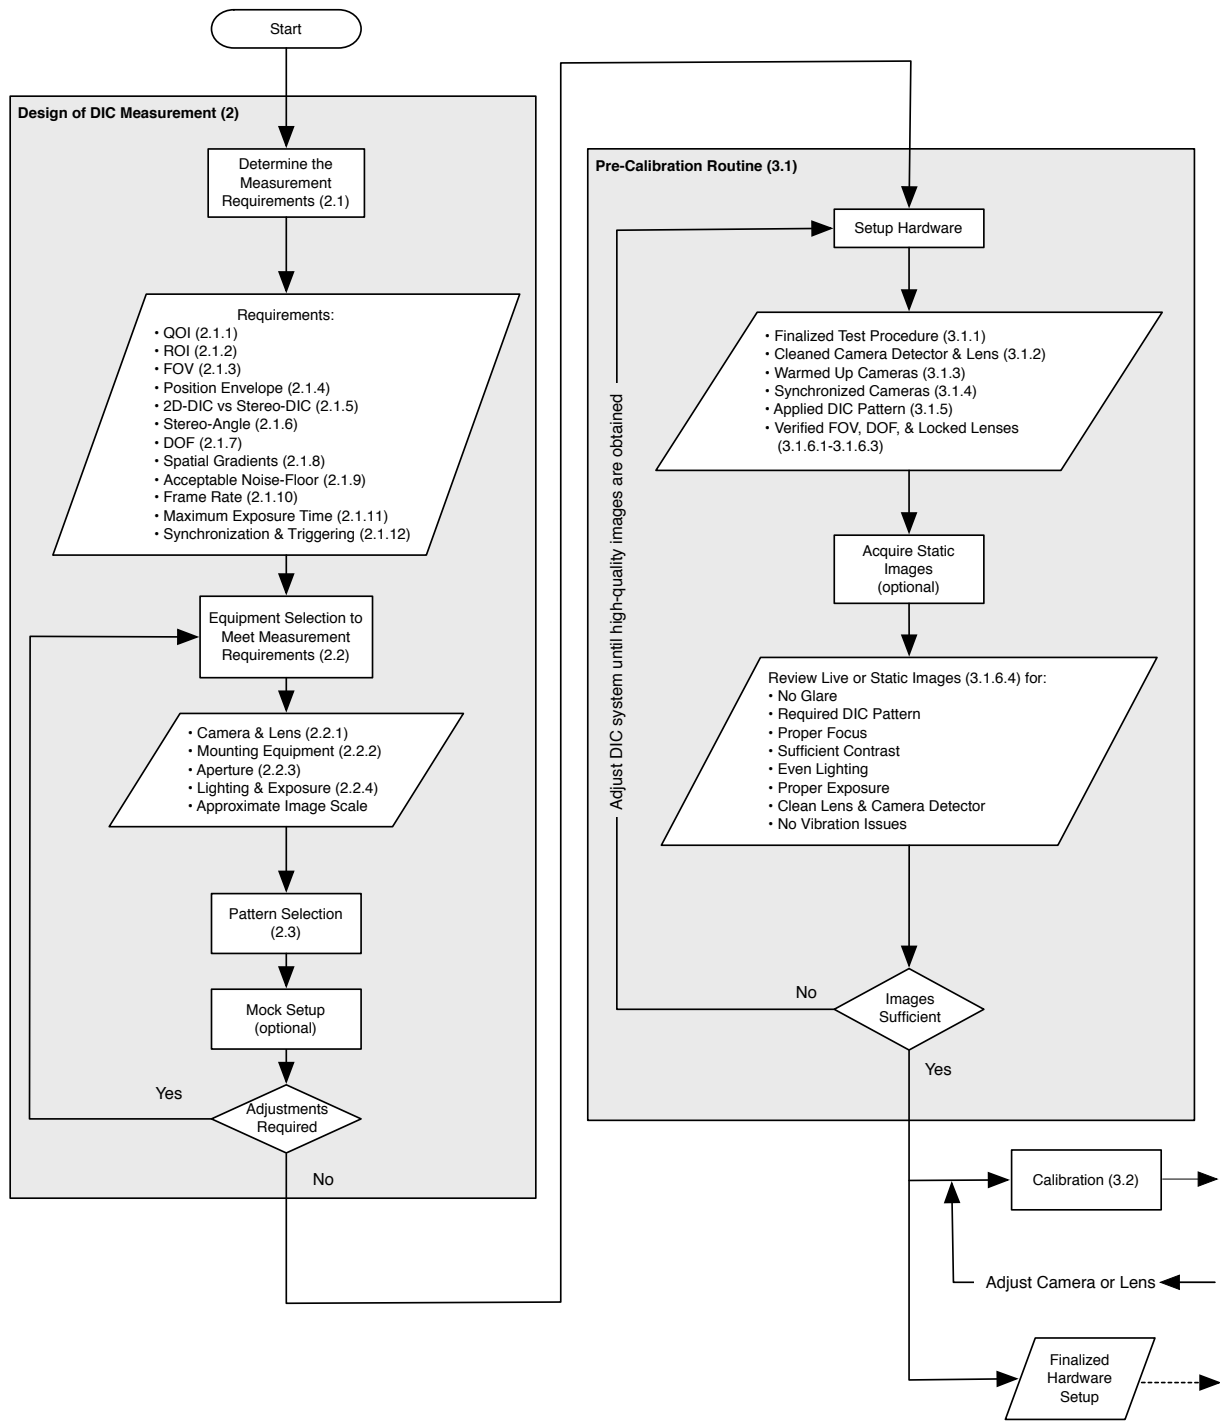 Start
Design of DIC Measurement (2)
Determine the
Measurement
Requirements (2.1)
Requirements:
• QOI (2.1.1)
• ROI (2.1.2)
• FOV (2.1.3)
• Position Envelope (2.1.4)
• 2D-DIC vs Stereo-DIC (2.1.5)
• Stereo-Angle (2.1.6)
• DOF (2.1.7)
• Spatial Gradients (2.1.8)
• Acceptable Noise-Floor (2.1.9)
• Frame Rate (2.1.10)
• Maximum Exposure Time (2.1.11)
• Synchronization & Triggering (2.1.12)
Equipment Selection to
Meet Measurement
Requirements (2.2)
• Camera & Lens (2.2.1)
• Mounting Equipment (2.2.2)
• Aperture (2.2.3)
• Lighting & Exposure (2.2.4)
• Approximate Image Scale
Pattern Selection
(2.3)
Mock Setup
(optional)
Yes
Adjustments
Required
No
Pre-Calibration Routine (3.1)
Setup Hardware
• Finalized Test Procedure (3.1.1)
• Cleaned Camera Detector & Lens (3.1.2)
• Warmed Up Cameras (3.1.3)
• Synchronized Cameras (3.1.4)
• Applied DIC Pattern (3.1.5)
• Verified FOV, DOF, & Locked Lenses
(3.1.6.1-3.1.6.3)
Adjust DIC system until high-quality images are obtained
Acquire Static
Images
(optional)
Review Live or Static Images (3.1.6.4) for:
• No Glare
• Required DIC Pattern
• Proper Focus
• Sufficient Contrast
• Even Lighting
• Proper Exposure
• Clean Lens & Camera Detector
• No Vibration Issues
No
Images
Sufficient
Yes
Calibration (3.2)
Adjust Camera or Lens
Finalized
Hardware
Setup